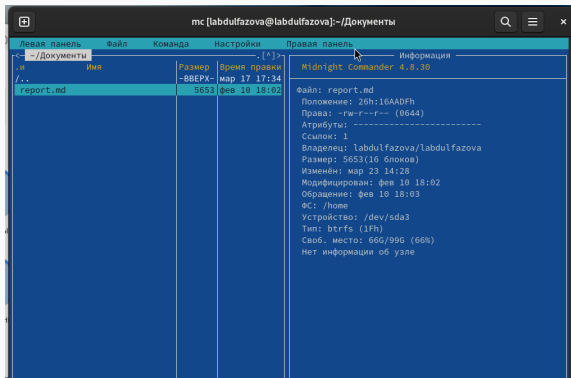 mc [labdulfazova@labdulfazova]:~/Документы
Левая панель Файл Команда Настройки Правая панель
<- ~/Документы .[^]>
.и Имя Размер Время правки
/.. -ВВЕРХ- мар 17 17:34
report.md 5653 фев 10 18:02
Информация
Midnight Commander 4.8.30
Файл: report.md
Положение: 26h:16AADFh
Права: -rw-r--r-- (0644)
Атрибуты: -------------------------
Ссылок: 1
Владелец: labdulfazova/labdulfazova
Размер: 5653(16 блоков)
Изменён: мар 23 14:28
Модифицирован: фев 10 18:02
Обращение: фев 10 18:03
ФС: /home
Устройство: /dev/sda3
Тип: btrfs (1Fh)
Своб. место: 66G/99G (66%)
Нет информации об узле